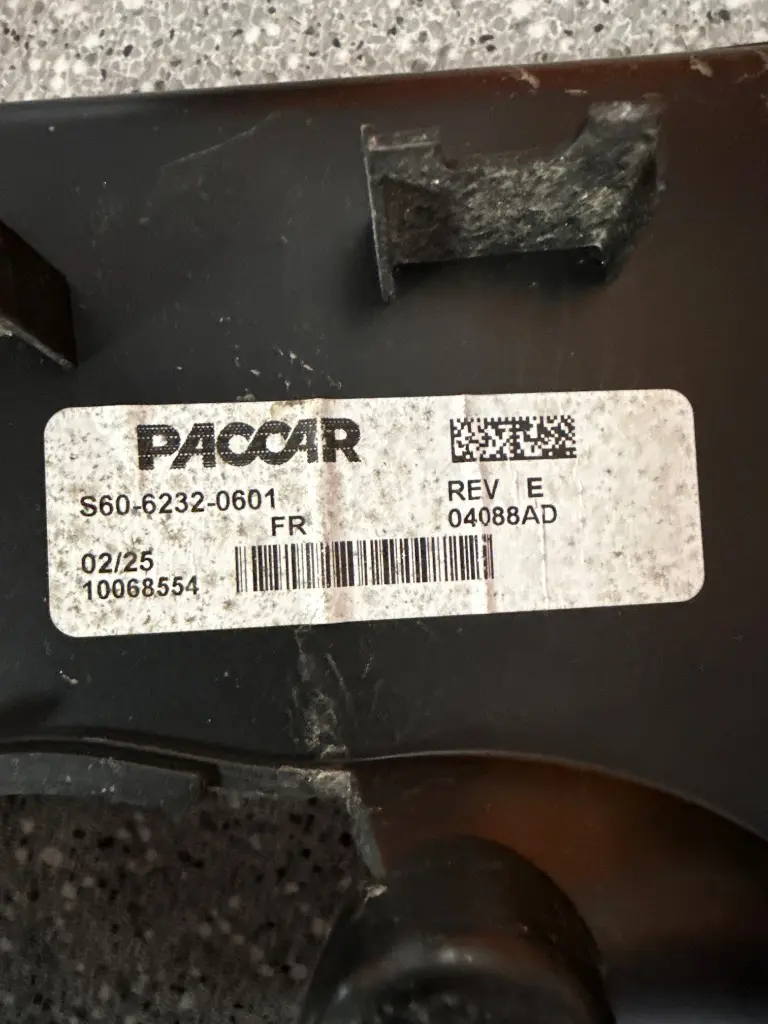 PACCAR
S60-6232-0601
FR
REV E
04088AD
02/25
10068554